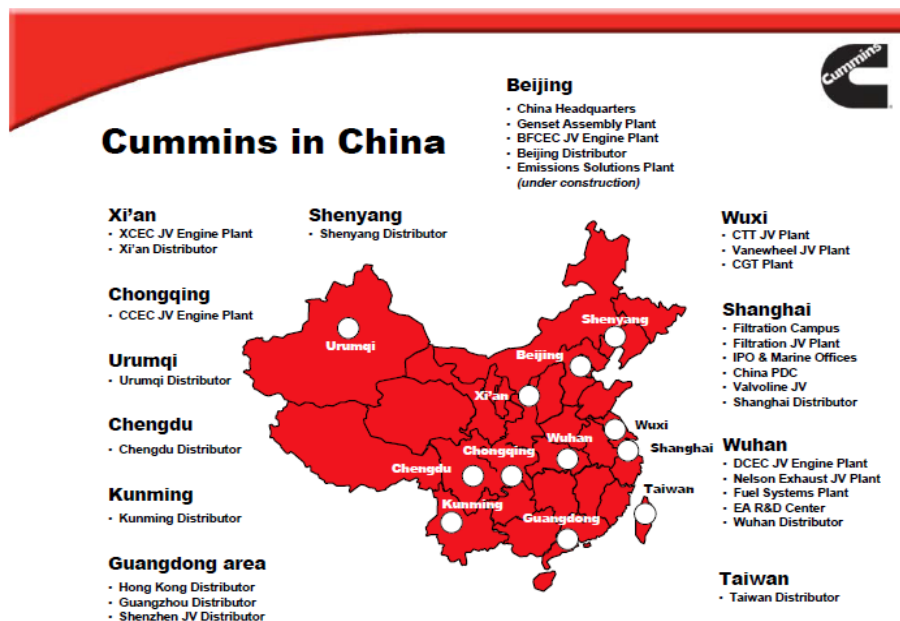 Cummins
Cummins in China
Beijing
• China Headquarters
• Genset Assembly Plant
• BFCEC JV Engine Plant
• Beijing Distributor
• Emissions Solutions Plant
(under construction)
Xi'an
• XCEC JV Engine Plant
• Xi'an Distributor
Shenyang
• Shenyang Distributor
Chongqing
• CCEC JV Engine Plant
Urumqi
• Urumqi Distributor
Chengdu
• Chengdu Distributor
Kunming
• Kunming Distributor
Guangdong area
• Hong Kong Distributor
• Guangzhou Distributor
• Shenzhen JV Distributor
Urumqi
Shenyang
Beijing
Xi'an
Wuxi
Wuhan
Shanghai
Chongqing
Chengdu
Taiwan
Kunming
Guangdong
Wuxi
• CTT JV Plant
• Vanewheel JV Plant
• CGT Plant
Shanghai
• Filtration Campus
• Filtration JV Plant
• IPO & Marine Offices
• China PDC
• Valvoline JV
• Shanghai Distributor
Wuhan
• DCEC JV Engine Plant
• Nelson Exhaust JV Plant
• Fuel Systems Plant
• EA R&D Center
• Wuhan Distributor
Taiwan
• Taiwan Distributor